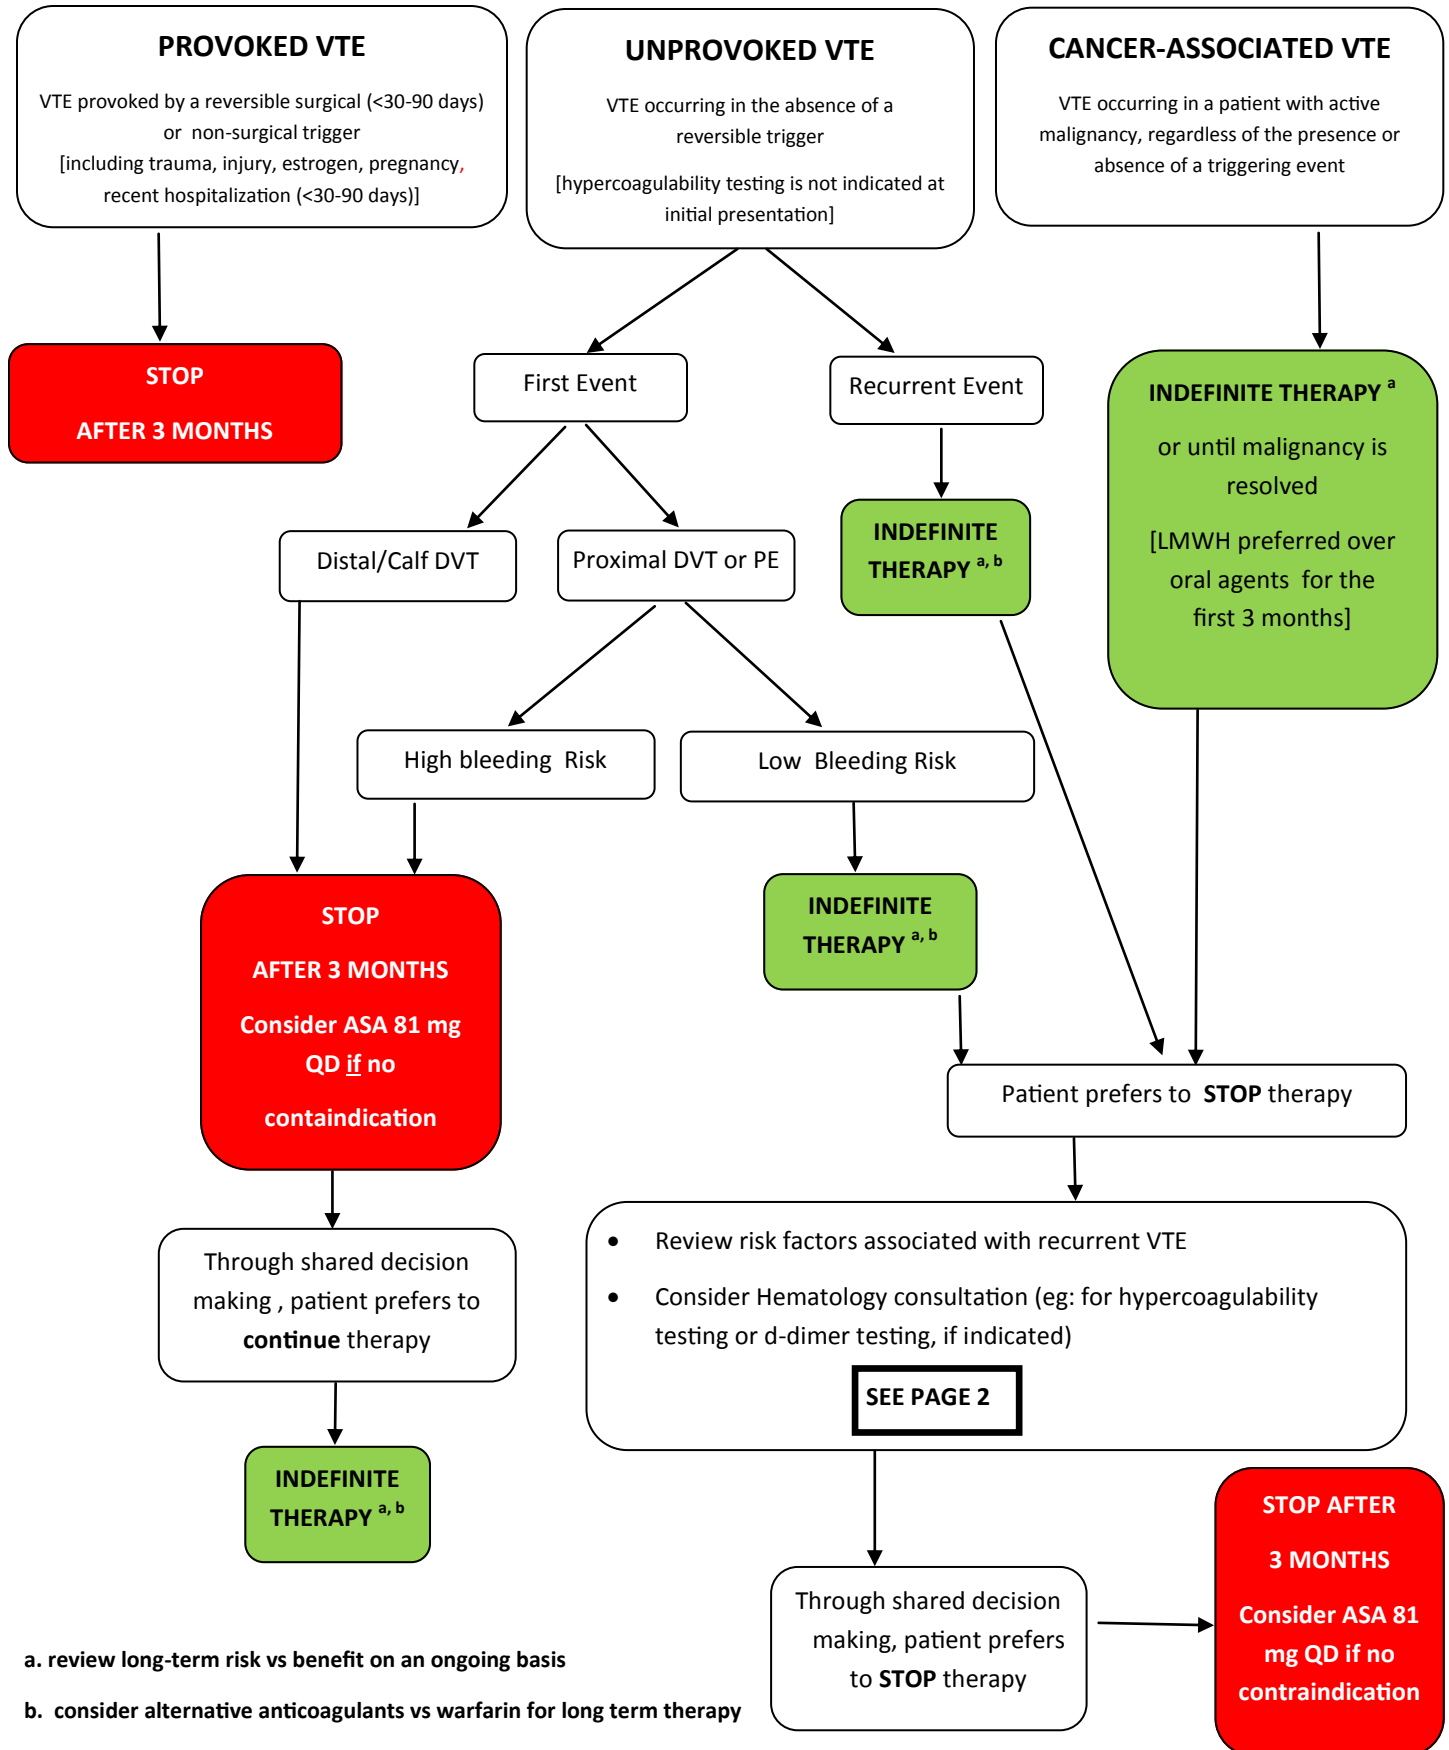 PROVOKED VTE
VTE provoked by a reversible surgical (<30-90 days)
or non-surgical trigger
[including trauma, injury, estrogen, pregnancy,
recent hospitalization (<30-90 days)]
UNPROVOKED VTE
VTE occurring in the absence of a
reversible trigger
[hypercoagulability testing is not indicated at
initial presentation]
CANCER-ASSOCIATED VTE
VTE occurring in a patient with active
malignancy, regardless of the presence or
absence of a triggering event
STOP
AFTER 3 MONTHS
First Event
Recurrent Event
INDEFINITE THERAPY a
or until malignancy is
resolved
[LMWH preferred over
oral agents for the
first 3 months]
Distal/Calf DVT
Proximal DVT or PE
INDEFINITE
THERAPY a, b
High bleeding Risk
Low Bleeding Risk
STOP
AFTER 3 MONTHS
Consider ASA 81 mg
QD if no
containdication
INDEFINITE
THERAPY a, b
Patient prefers to STOP therapy
Through shared decision
making , patient prefers to
continue therapy
• Review risk factors associated with recurrent VTE
• Consider Hematology consultation (eg: for hypercoagulability
testing or d-dimer testing, if indicated)
SEE PAGE 2
INDEFINITE
THERAPY a, b
Through shared decision
making, patient prefers
to STOP therapy
STOP AFTER
3 MONTHS
Consider ASA 81
mg QD if no
contraindication
a. review long-term risk vs benefit on an ongoing basis
b. consider alternative anticoagulants vs warfarin for long term therapy